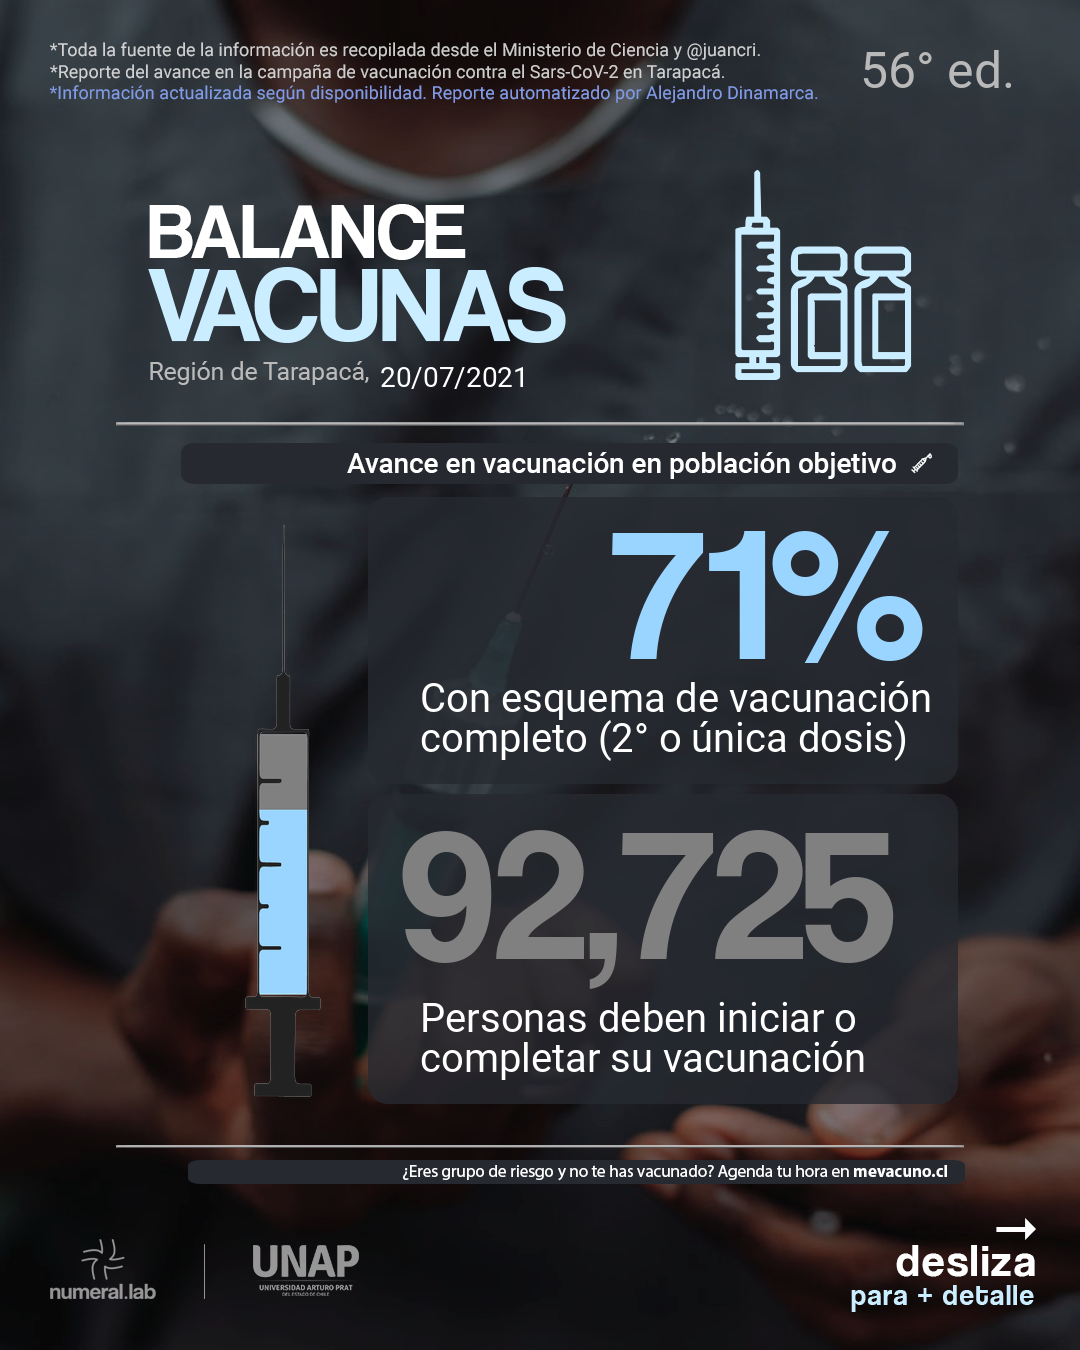 *Toda la fuente de la información es recopilada desde el Ministerio de Ciencia y @juancri.
*Reporte del avance en la campaña de vacunación contra el Sars-CoV-2 en Tarapacá.
*Información actualizada según disponibilidad. Reporte automatizado por Alejandro Dinamarca.
56° ed.
BALANCE
VACUNAS
Región de Tarapacá, 20/07/2021
Avance en vacunación en población objetivo
71%
Con esquema de vacunación
completo (2° o única dosis)
92,725
Personas deben iniciar o
completar su vacunación
¿Eres grupo de riesgo y no te has vacunado? Agenda tu hora en mevacuno.cl
numeral.lab
UNAP
UNIVERSIDAD ARTURO PRAT
DEL ESTADO DE CHILE
desliza
para + detalle